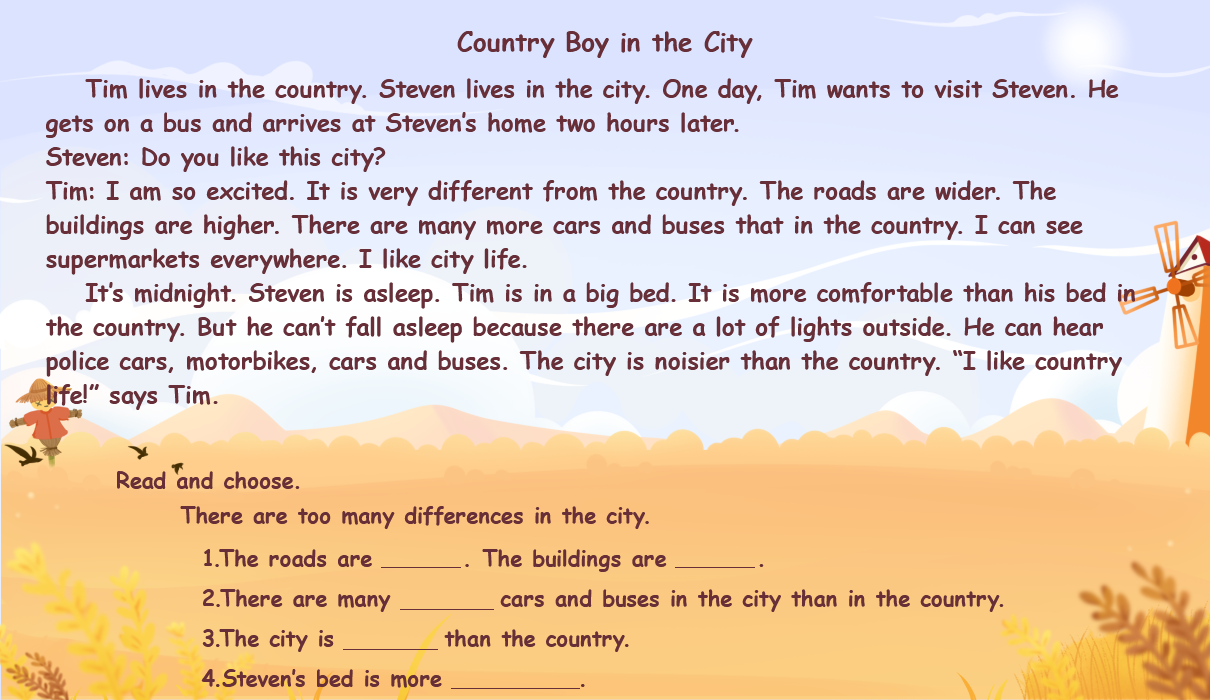 Country Boy in the City
Tim lives in the country. Steven lives in the city. One day, Tim wants to visit Steven. He
gets on a bus and arrives at Steven's home two hours later.
Steven: Do you like this city?
Tim: I am so excited. It is very different from the country. The roads are wider. The
buildings are higher. There are many more cars and buses that in the country. I can see
supermarkets everywhere. I like city life.
It's midnight. Steven is asleep. Tim is in a big bed. It is more comfortable than his bed in
the country. But he can't fall asleep because there are a lot of lights outside. He can hear
police cars, motorbikes, cars and buses. The city is noisier than the country. “I like country
life!” says Tim.
Read and choose.
There are too many differences in the city.
1.The roads are _______. The buildings are _______.
2.There are many ________ cars and buses in the city than in the country.
3.The city is ________ than the country.
4.Steven's bed is more ___________.